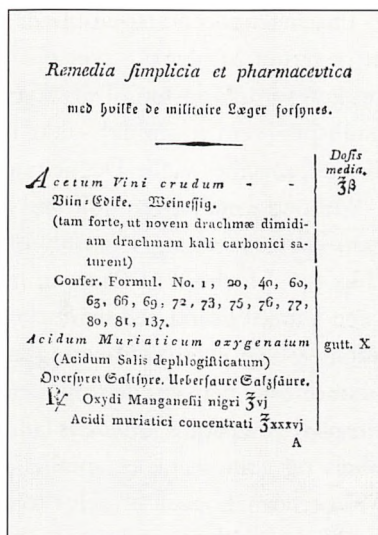 Remedia simplicia et pharmacevtica
med hvilke de militaire Læger forsynes.
Dosis
media.
Acetum Vini crudum - - ℥β
Viin-Edike. Weinessig.
(tam forte, ut novem drachmæ dimidi-
am drachmam kali carbonici sa-
turent)
Confer. Formul. No. 1, 20, 40, 60,
63, 66, 69, 72, 73, 75, 76, 77,
80, 81, 137.
Acidum Muriaticum oxygenatum gutt. X
(Acidum Salis dephlogisticatum)
Oversyret Saltsyre. Uebersaure Salzsäure.
℞ Oxydi Manganesii nigri ℥vj
Acidi muriatici concentrati ℥xxxvj
A